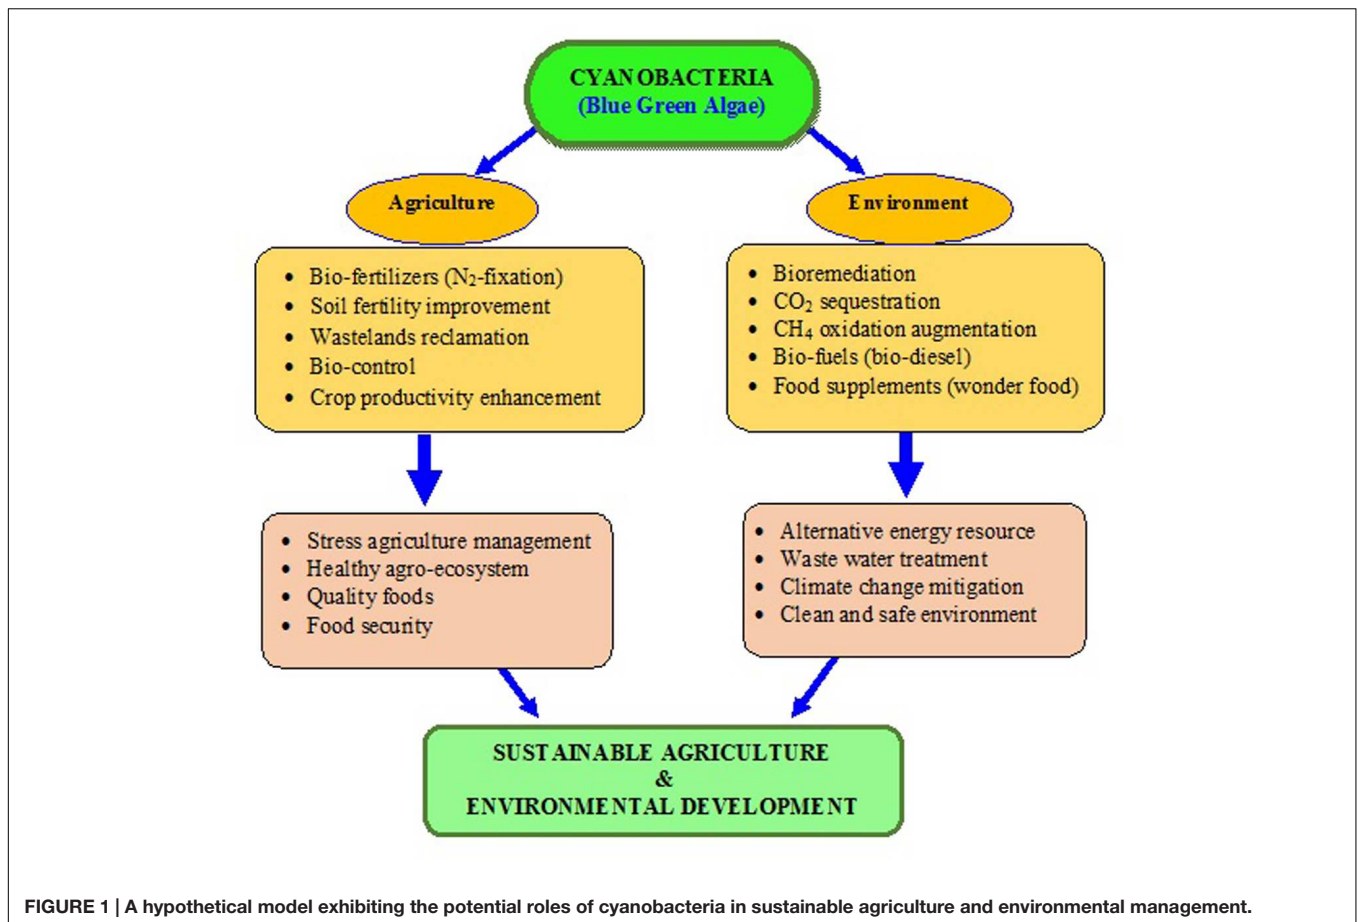 CYANOBACTERIA
(Blue Green Algae)
Agriculture
Environment
• Bio-fertilizers (N₂-fixation)
• Soil fertility improvement
• Wastelands reclamation
• Bio-control
• Crop productivity enhancement
• Bioremediation
• CO₂ sequestration
• CH₄ oxidation augmentation
• Bio-fuels (bio-diesel)
• Food supplements (wonder food)
• Stress agriculture management
• Healthy agro-ecosystem
• Quality foods
• Food security
• Alternative energy resource
• Waste water treatment
• Climate change mitigation
• Clean and safe environment
SUSTAINABLE AGRICULTURE
&
ENVIRONMENTAL DEVELOPMENT
FIGURE 1 | A hypothetical model exhibiting the potential roles of cyanobacteria in sustainable agriculture and environmental management.